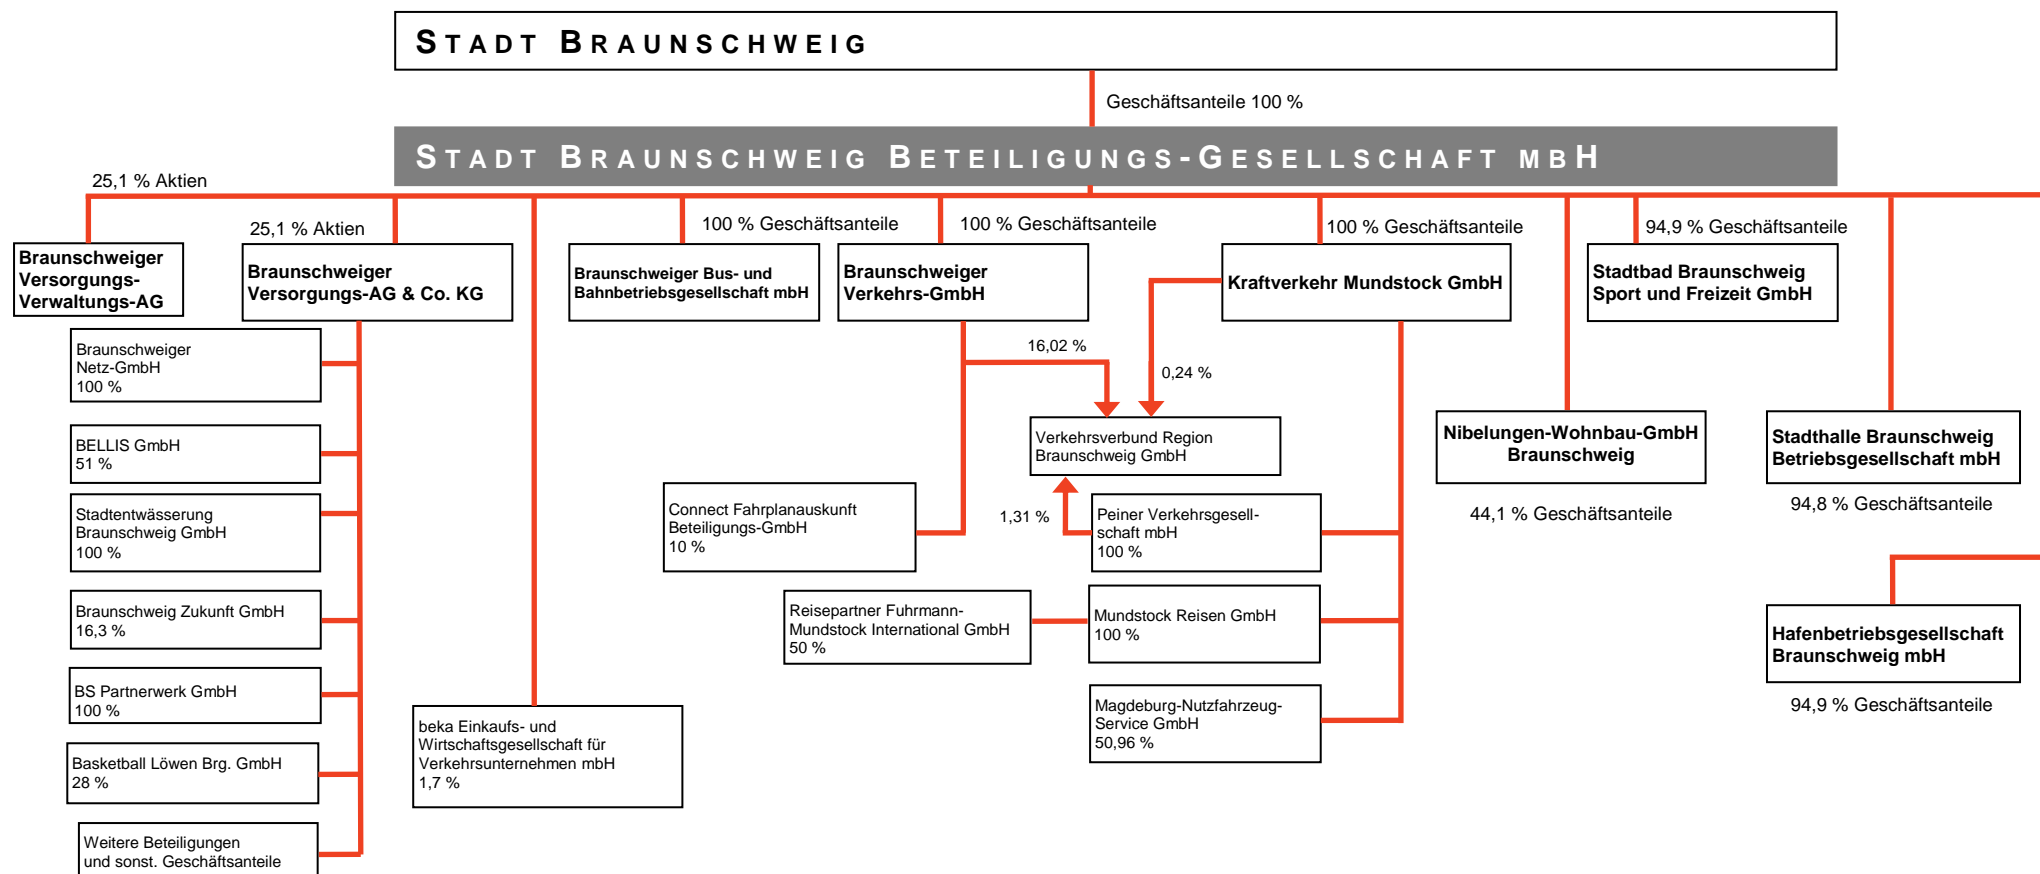 STADT BRAUNSCHWEIG
Geschäftsanteile 100 %
STADT BRAUNSCHWEIG BETEILIGUNGS-GESELLSCHAFT MBH
25,1 % Aktien
25,1 % Aktien
100 % Geschäftsanteile
100 % Geschäftsanteile
100 % Geschäftsanteile
94,9 % Geschäftsanteile
Braunschweiger
Versorgungs-
Verwaltungs-AG
Braunschweiger
Versorgungs-AG & Co. KG
Braunschweiger Bus- und
Bahnbetriebsgesellschaft mbH
Braunschweiger
Verkehrs-GmbH
Kraftverkehr Mundstock GmbH
Stadtbad Braunschweig
Sport und Freizeit GmbH
Braunschweiger
Netz-GmbH
100 %
16,02 %
0,24 %
BELLIS GmbH
51 %
Verkehrsverbund Region
Braunschweig GmbH
Nibelungen-Wohnbau-GmbH
Braunschweig
44,1 % Geschäftsanteile
Stadthalle Braunschweig
Betriebsgesellschaft mbH
94,8 % Geschäftsanteile
Stadtentwässerung
Braunschweig GmbH
100 %
Connect Fahrplanauskunft
Beteiligungs-GmbH
10 %
1,31 %
Peiner Verkehrsgesell-
schaft mbH
100 %
Braunschweig Zukunft GmbH
16,3 %
Reisepartner Fuhrmann-
Mundstock International GmbH
50 %
Mundstock Reisen GmbH
100 %
Hafenbetriebsgesellschaft
Braunschweig mbH
94,9 % Geschäftsanteile
BS Partnerwerk GmbH
100 %
beka Einkaufs- und
Wirtschaftsgesellschaft für
Verkehrsunternehmen mbH
1,7 %
Magdeburg-Nutzfahrzeug-
Service GmbH
50,96 %
Basketball Löwen Brg. GmbH
28 %
Weitere Beteiligungen
und sonst. Geschäftsanteile